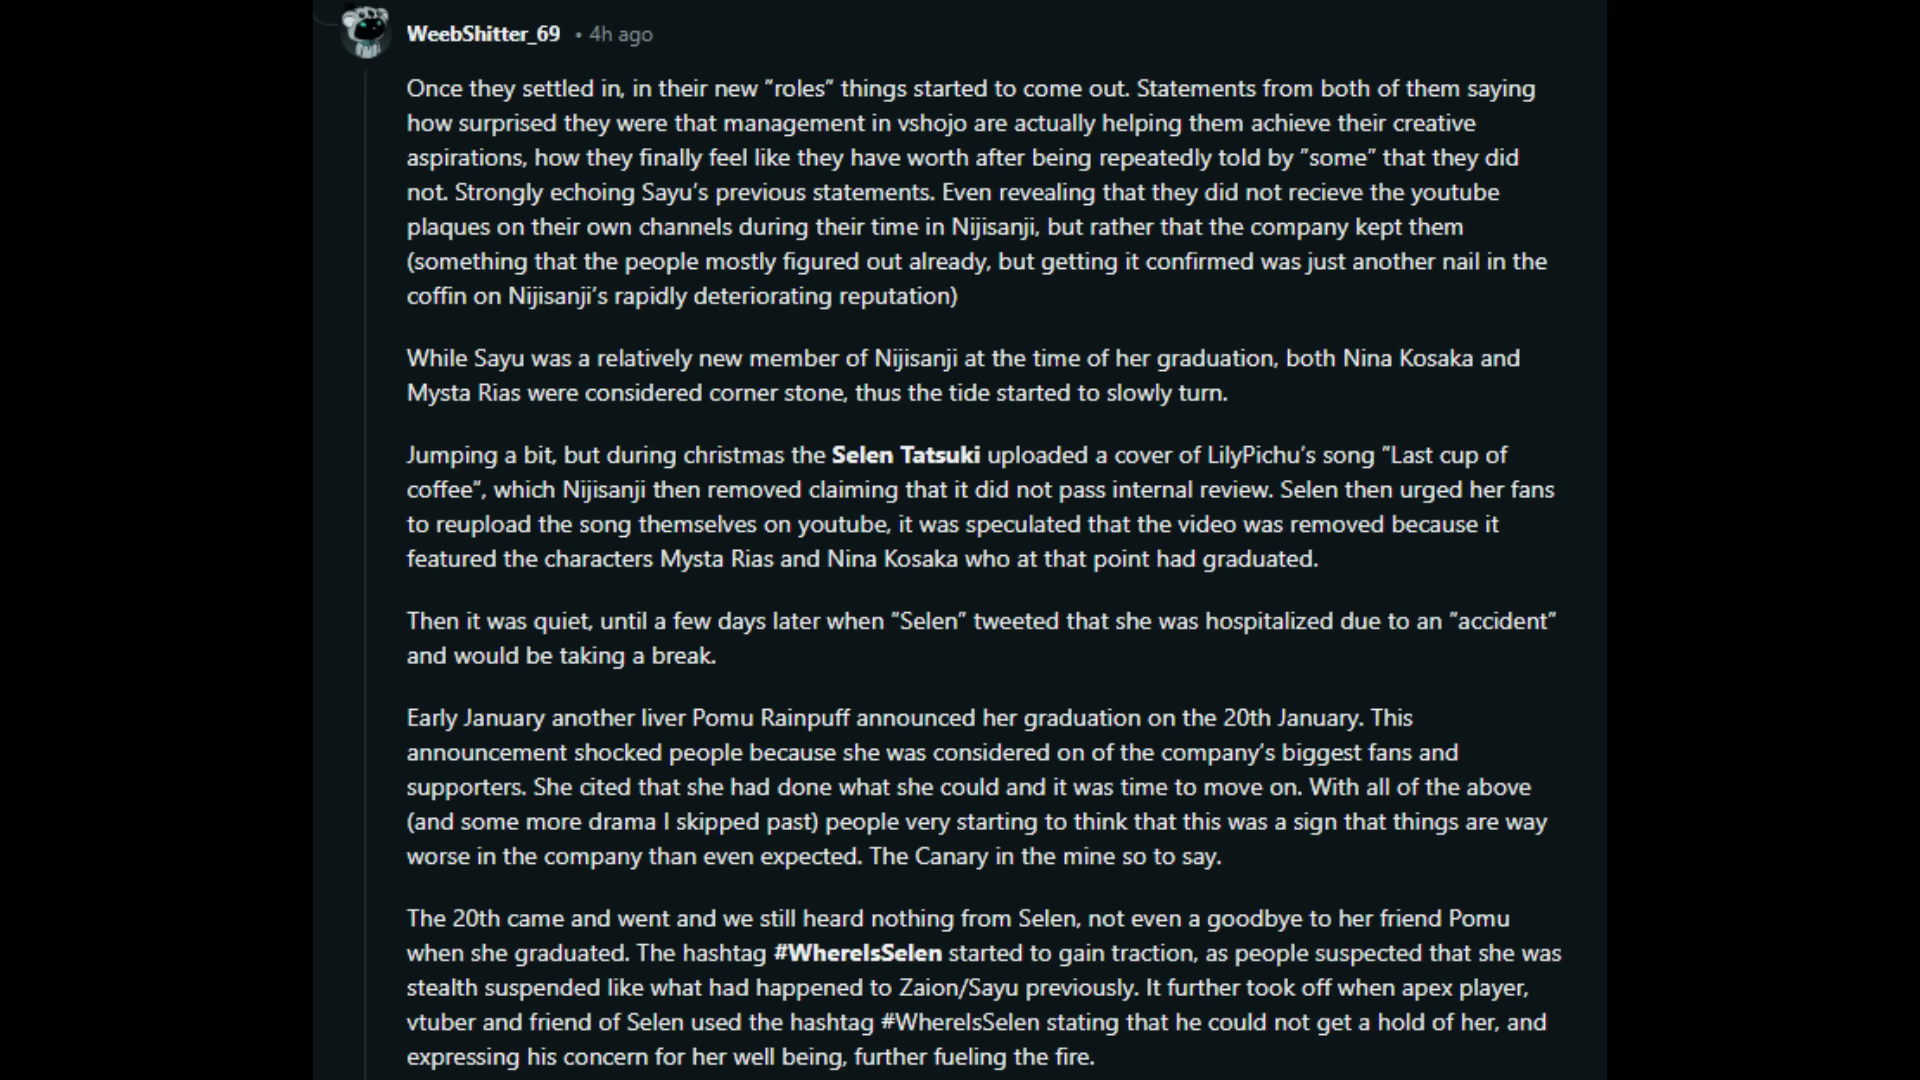 WeebShitter_69 • 4h ago
Once they settled in, in their new "roles" things started to come out. Statements from both of them saying
how surprised they were that management in vshojo are actually helping them achieve their creative
aspirations, how they finally feel like they have worth after being repeatedly told by "some" that they did
not. Strongly echoing Sayu's previous statements. Even revealing that they did not recieve the youtube
plaques on their own channels during their time in Nijisanji, but rather that the company kept them
(something that the people mostly figured out already, but getting it confirmed was just another nail in the
coffin on Nijisanji's rapidly deteriorating reputation)
While Sayu was a relatively new member of Nijisanji at the time of her graduation, both Nina Kosaka and
Mysta Rias were considered corner stone, thus the tide started to slowly turn.
Jumping a bit, but during christmas the Selen Tatsuki uploaded a cover of LilyPichu's song "Last cup of
coffee", which Nijisanji then removed claiming that it did not pass internal review. Selen then urged her fans
to reupload the song themselves on youtube, it was speculated that the video was removed because it
featured the characters Mysta Rias and Nina Kosaka who at that point had graduated.
Then it was quiet, until a few days later when "Selen" tweeted that she was hospitalized due to an "accident"
and would be taking a break.
Early January another liver Pomu Rainpuff announced her graduation on the 20th January. This
announcement shocked people because she was considered on of the company's biggest fans and
supporters. She cited that she had done what she could and it was time to move on. With all of the above
(and some more drama I skipped past) people very starting to think that this was a sign that things are way
worse in the company than even expected. The Canary in the mine so to say.
The 20th came and went and we still heard nothing from Selen, not even a goodbye to her friend Pomu
when she graduated. The hashtag #WhereIsSelen started to gain traction, as people suspected that she was
stealth suspended like what had happened to Zaion/Sayu previously. It further took off when apex player,
vtuber and friend of Selen used the hashtag #WhereIsSelen stating that he could not get a hold of her, and
expressing his concern for her well being, further fueling the fire.